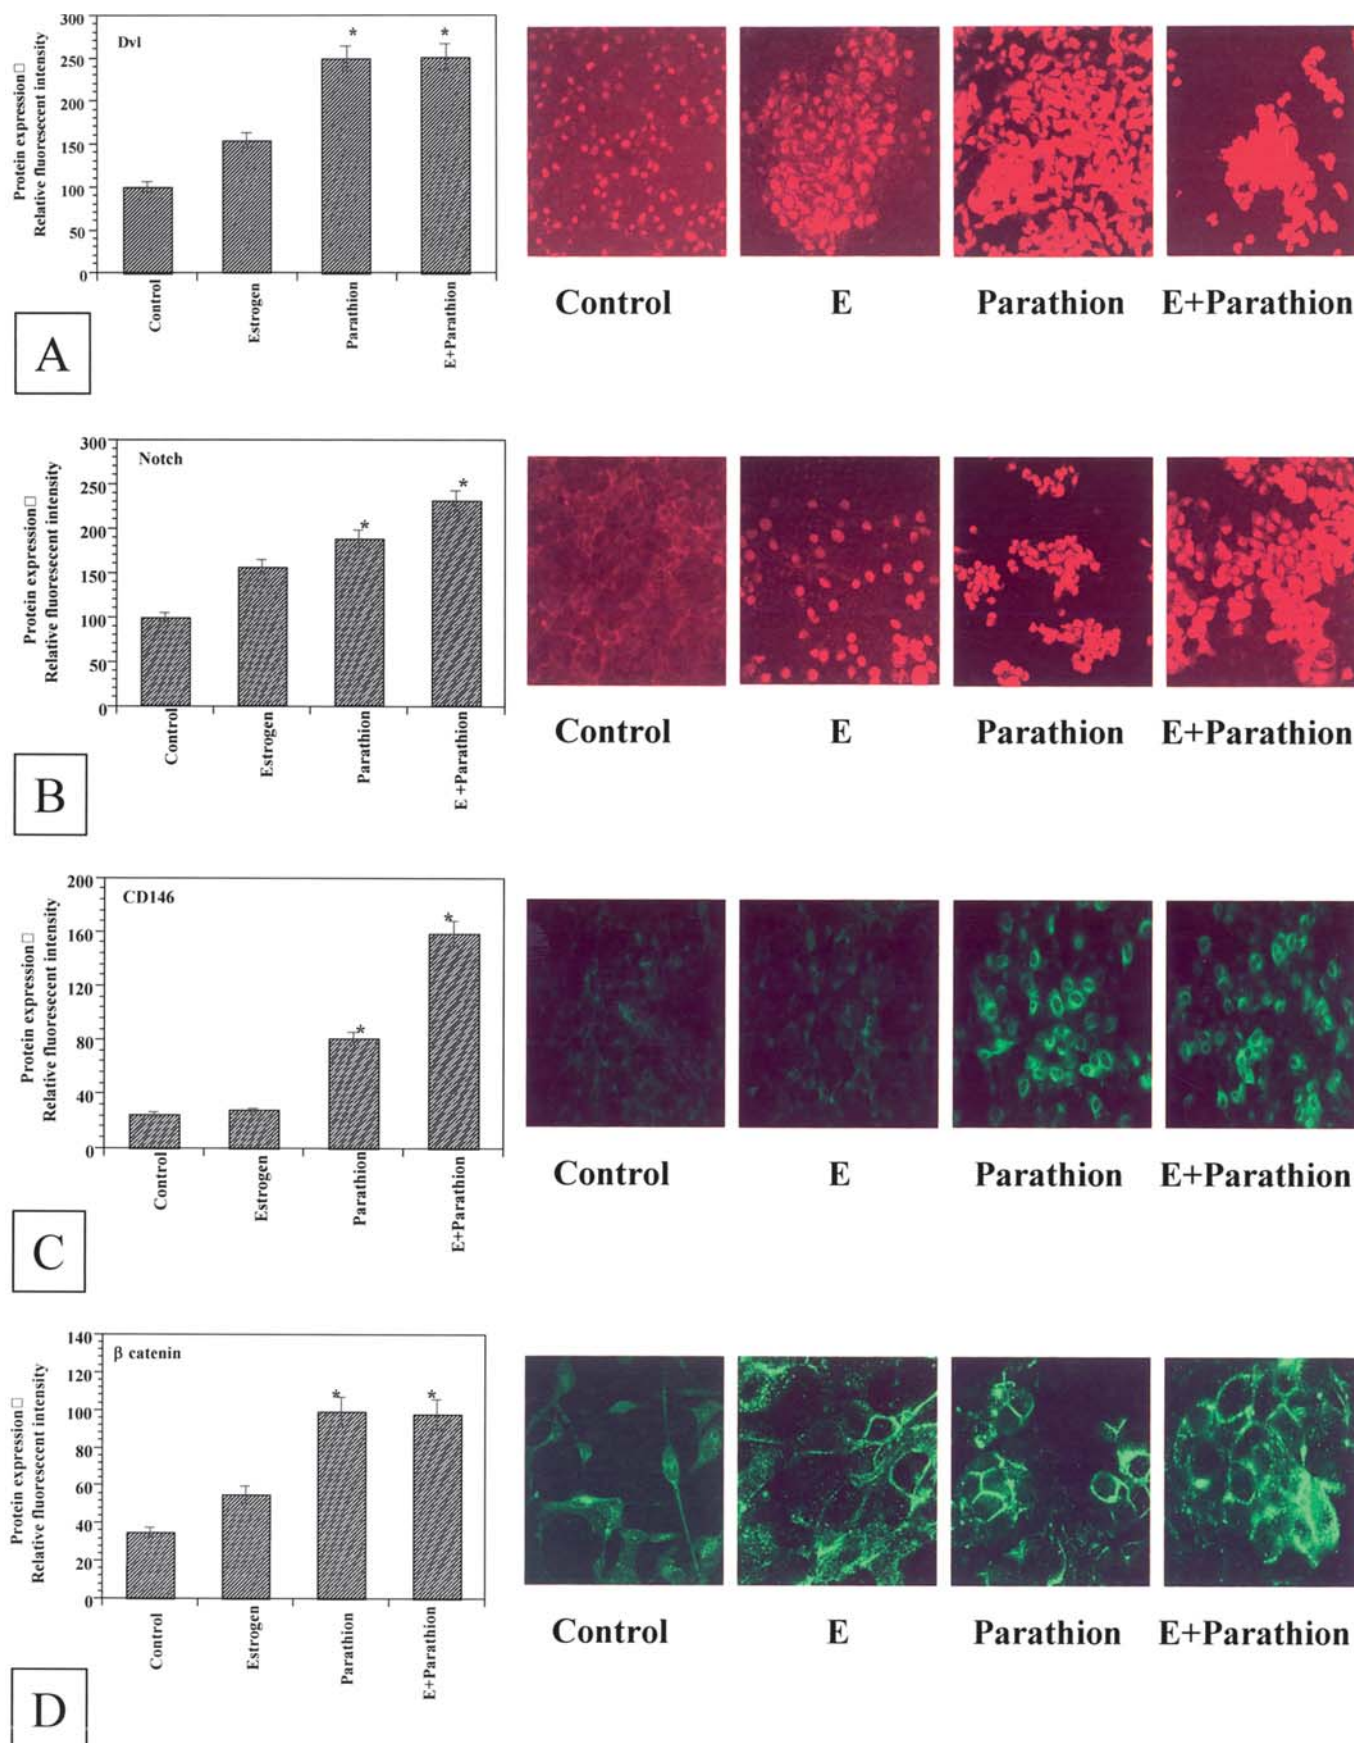 Dvl
Protein expression□
Relative fluoresecent intensity
300
250
200
150
100
50
0
*
*
Control
Estrogen
Parathion
E+Parathion
Control
E
Parathion
E+Parathion
A
Notch
Protein expression□
Relative fluoresecent intensity
300
250
200
150
100
50
0
*
*
Control
Estrogen
Parathion
E +Parathion
Control
E
Parathion
E+Parathion
B
CD146
Protein expression□
Relative fluoresecent intensity
200
160
120
80
40
0
*
*
Control
Estrogen
Parathion
E+Parathion
Control
E
Parathion
E+Parathion
C
β catenin
Protein expression□
Relative fluoresecent intensity
140
120
100
80
60
40
20
0
*
*
Control
Estrogen
Parathion
E+Parathion
Control
E
Parathion
E+Parathion
D